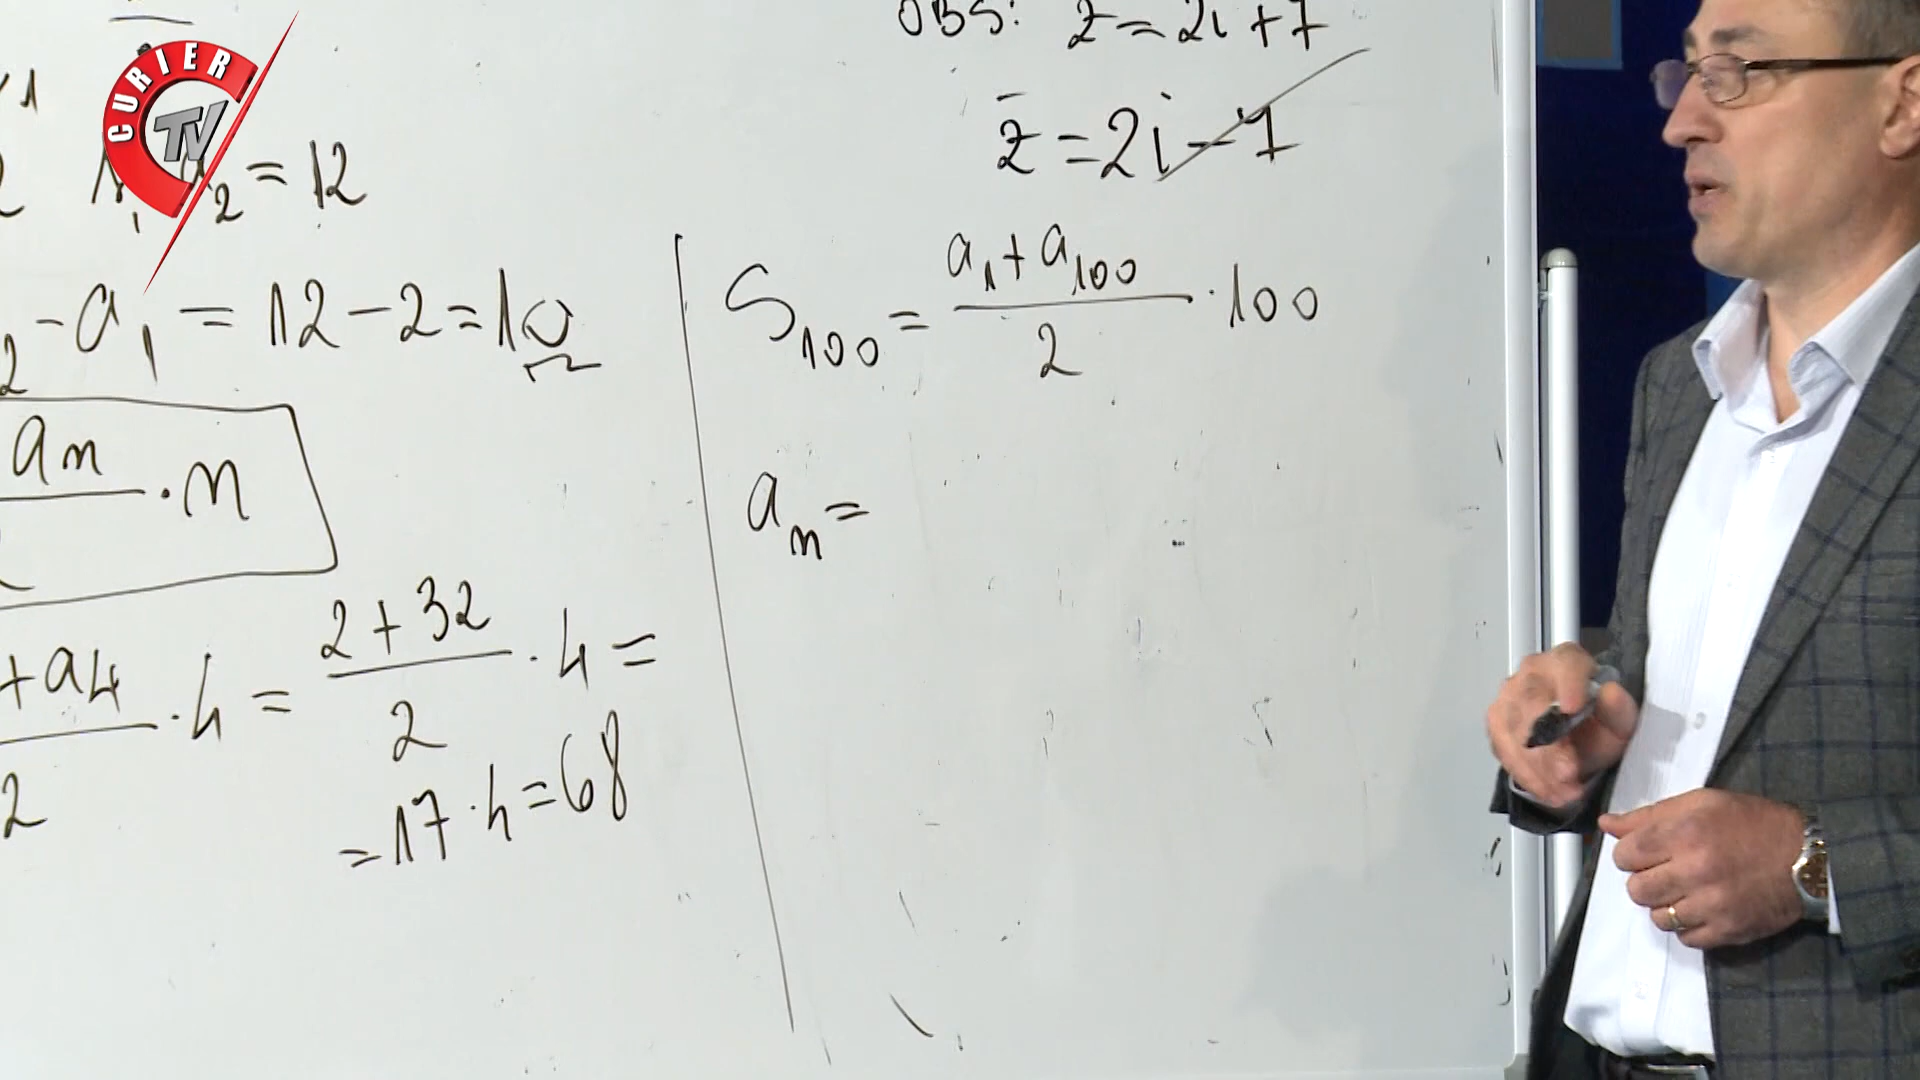 CURIER TV
OBS: z = 2i + 7
z̄ = 2i - 7
a₂ = 12
₂ - a₁ = 12 - 2 = 10
an / · n
+ a4 / 2 · 4 = (2 + 32) / 2 · 4 =
= 17 · 4 = 68
S₁₀₀ = (a₁ + a₁₀₀) / 2 · 100
aₙ =